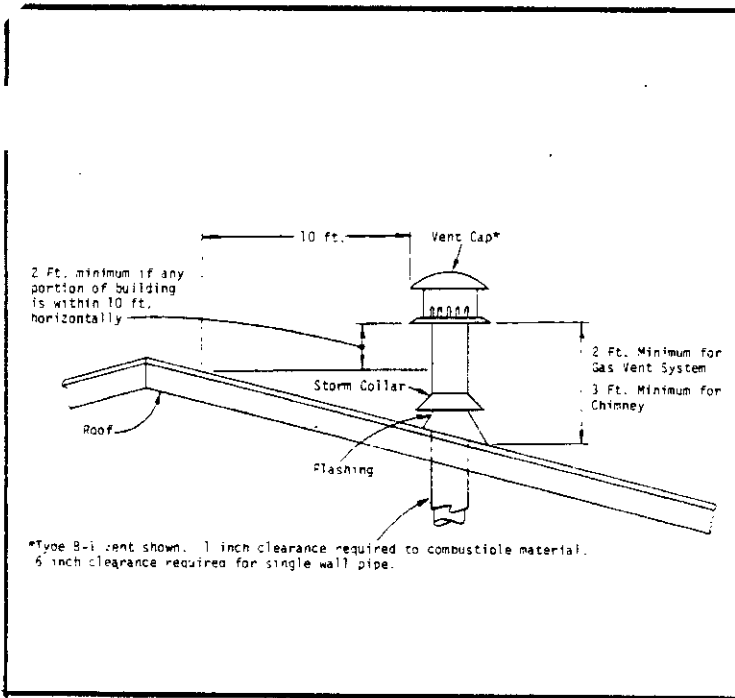 10 ft.
Vent Cap*
2 Ft. minimum if any
portion of building
is within 10 ft.
horizontally
2 Ft. Minimum for
Gas Vent System
3 Ft. Minimum for
Chimney
Storm Collar
Roof
Flashing
*Type B-1 vent shown. 1 inch clearance required to combustible material.
6 inch clearance required for single wall pipe.